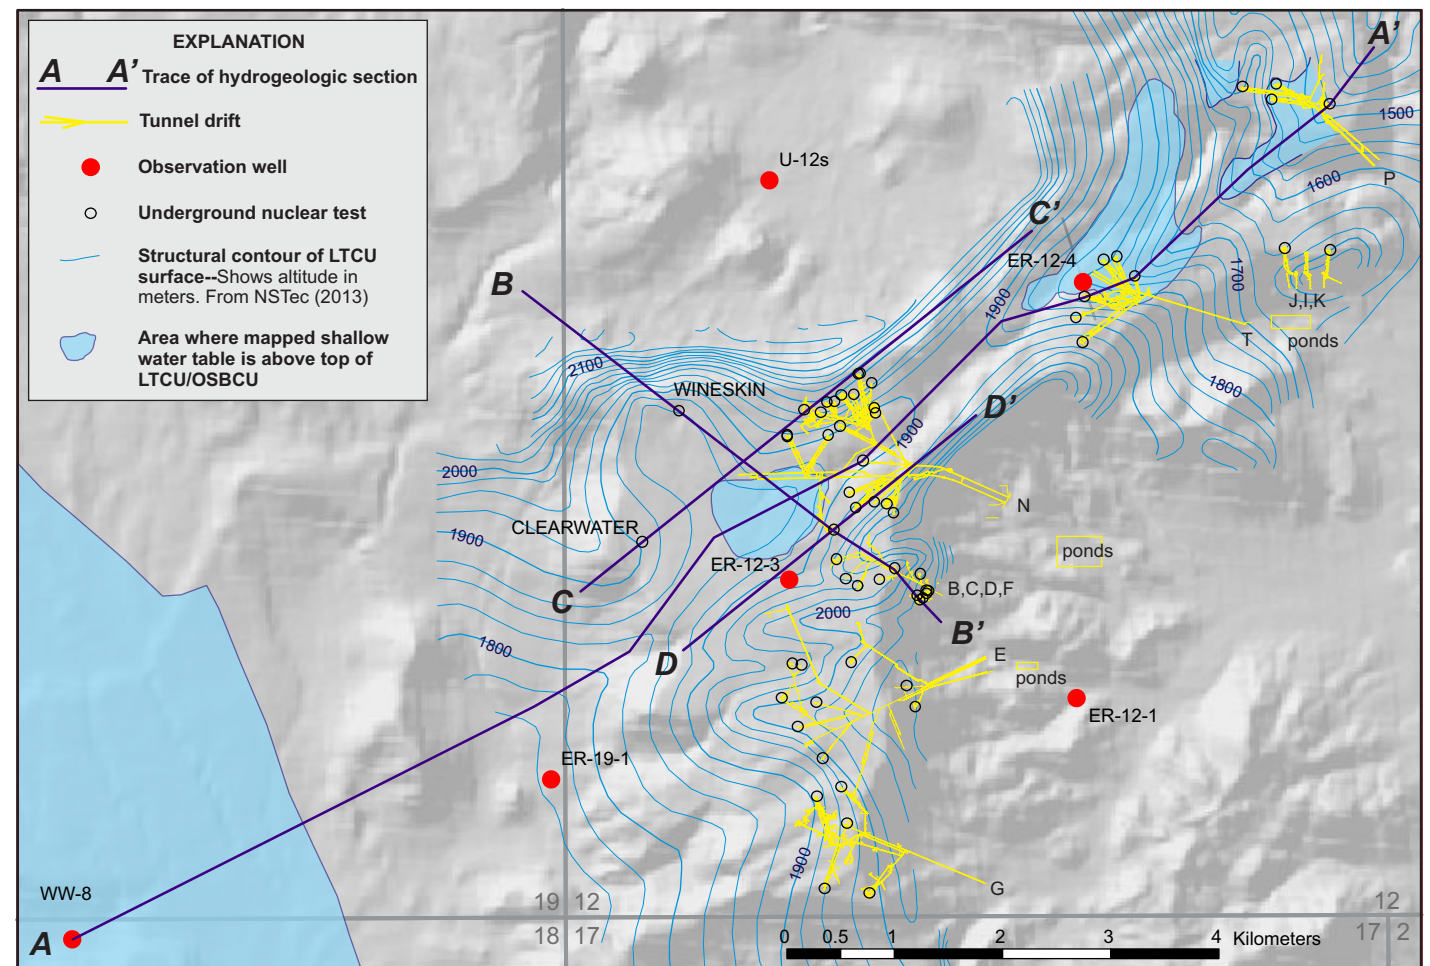 EXPLANATION
A A’ Trace of hydrogeologic section
Tunnel drift
Observation well
Underground nuclear test
Structural contour of LTCU
surface--Shows altitude in
meters. From NSTec (2013)
Area where mapped shallow
water table is above top of
LTCU/OSBCU
A’
1500
P
1600
U-12s
C’
ER-12-4
1700
J,I,K
B
1900
T
ponds
2100
WINESKIN
1800
D’
1900
2000
N
CLEARWATER
1900
ponds
ER-12-3
B,C,D,F
C
2000
B’
1800
D
E
ponds
ER-12-1
ER-19-1
1900
G
WW-8
19 12
12
A
18 17
17 2
0 0.5 1 2 3 4 Kilometers